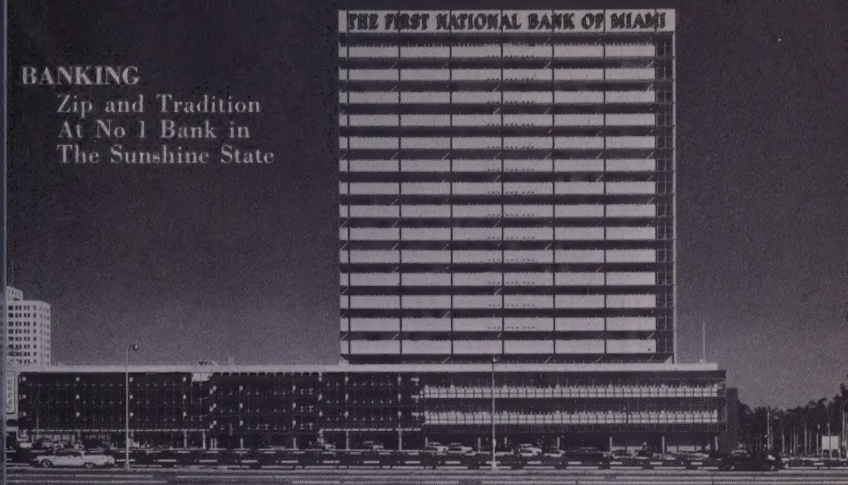 THE FIRST NATIONAL BANK OF MIAMI
BANKING
Zip and Tradition
At No 1 Bank in
The Sunshine State